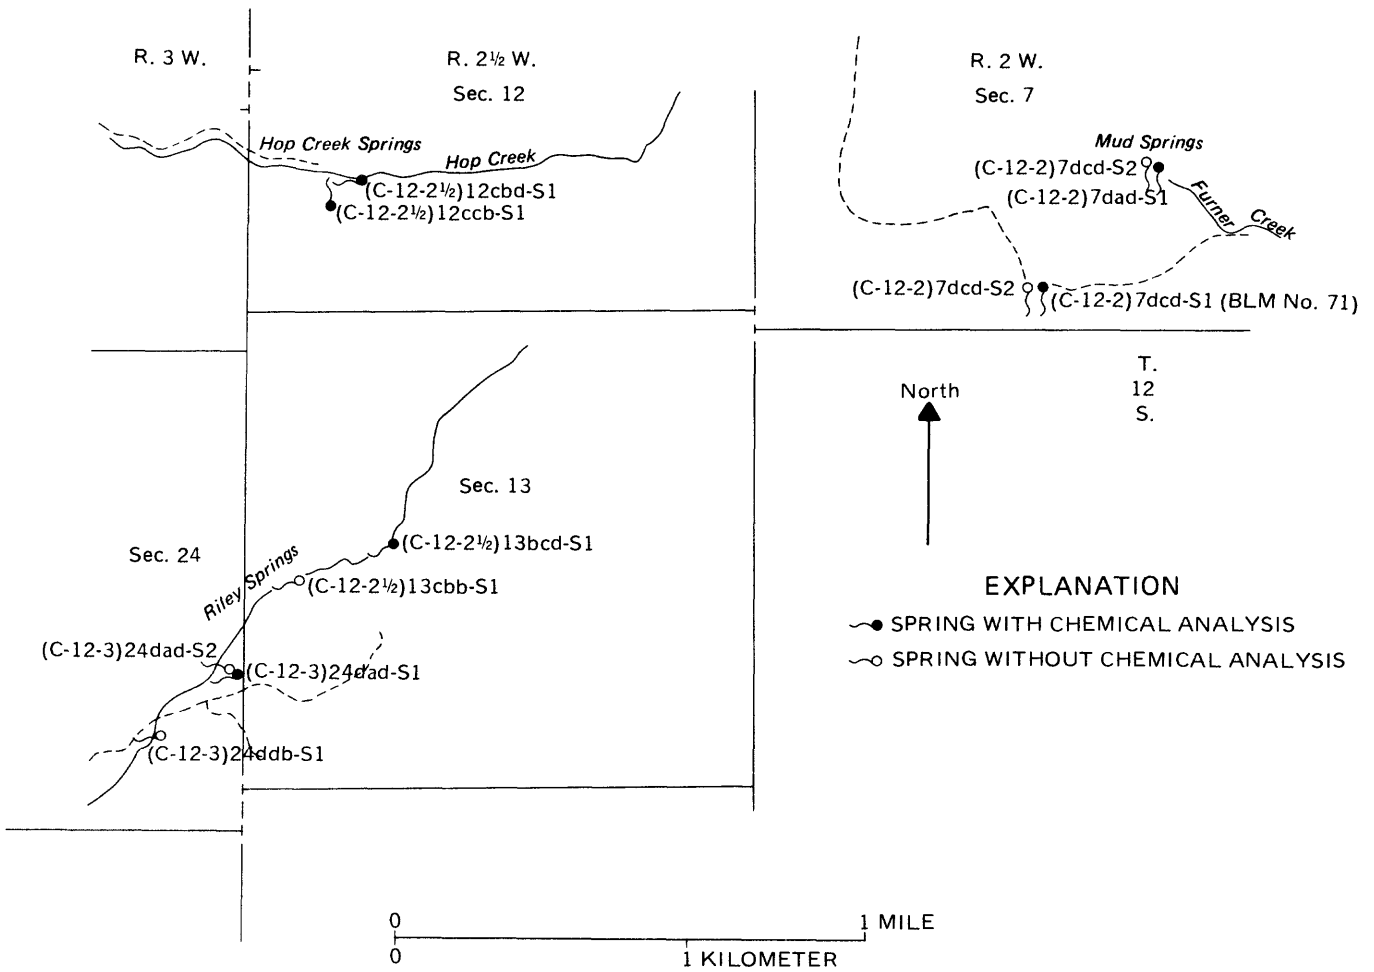 R. 3 W.
R. 2½ W.
R. 2 W.
Sec. 12
Sec. 7
Hop Creek Springs
Hop Creek
(C-12-2½)12cbd-S1
(C-12-2½)12ccb-S1
Mud Springs
(C-12-2)7dcd-S2
(C-12-2)7dad-S1
Furner Creek
(C-12-2)7dcd-S2
(C-12-2)7dcd-S1 (BLM No. 71)
T.
12
S.
North
Sec. 13
Sec. 24
Riley Springs
(C-12-2½)13bcd-S1
(C-12-2½)13cbb-S1
(C-12-3)24dad-S2
(C-12-3)24dad-S1
(C-12-3)24ddb-S1
EXPLANATION
SPRING WITH CHEMICAL ANALYSIS
SPRING WITHOUT CHEMICAL ANALYSIS
0 1 MILE
0 1 KILOMETER